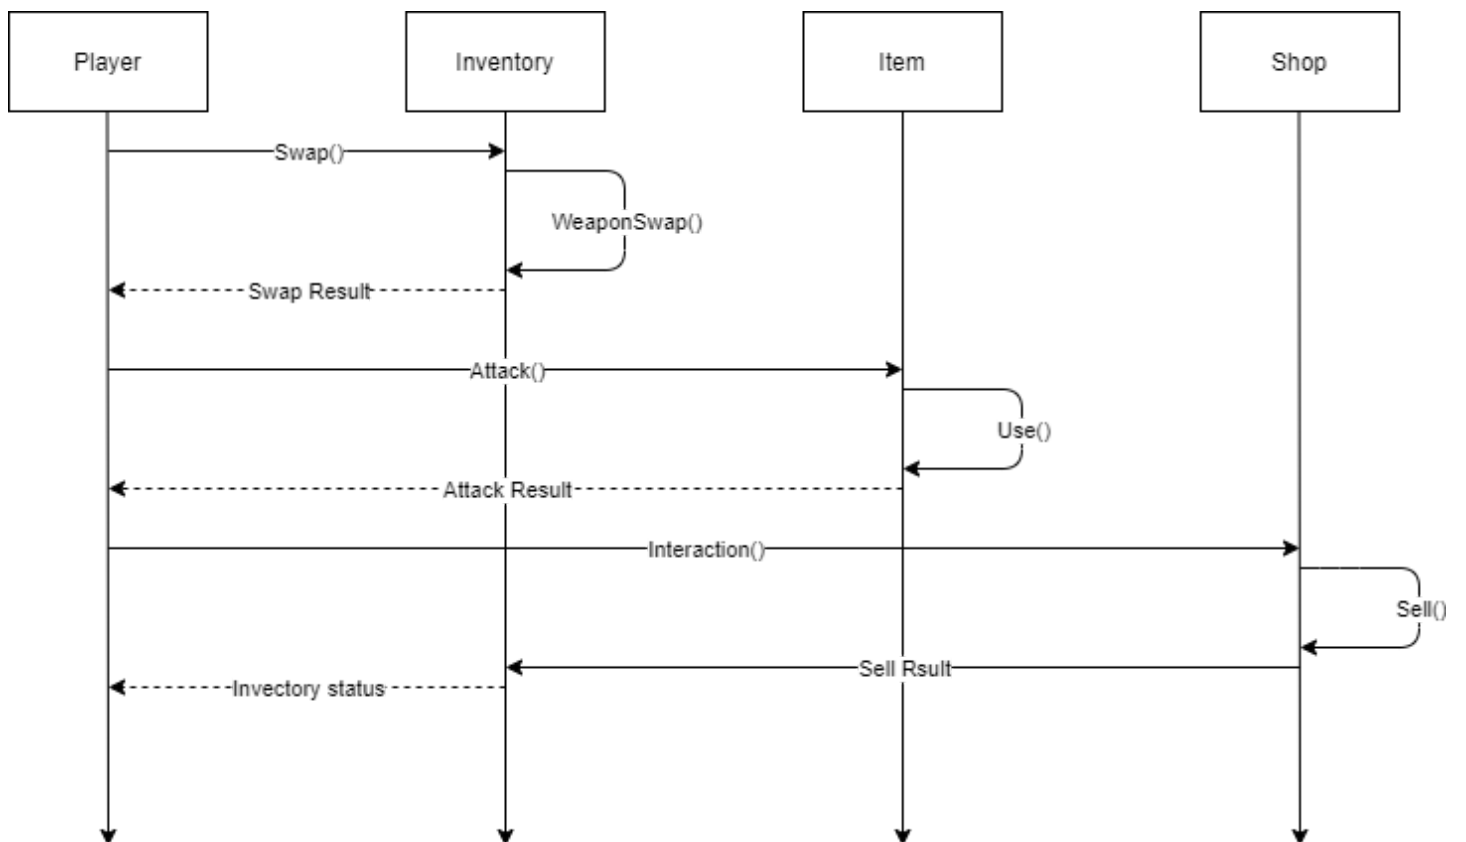 Player
Inventory
Item
Shop
Swap()
WeaponSwap()
Swap Result
Attack()
Use()
Attack Result
Interaction()
Sell()
Sell Rsult
Invectory status